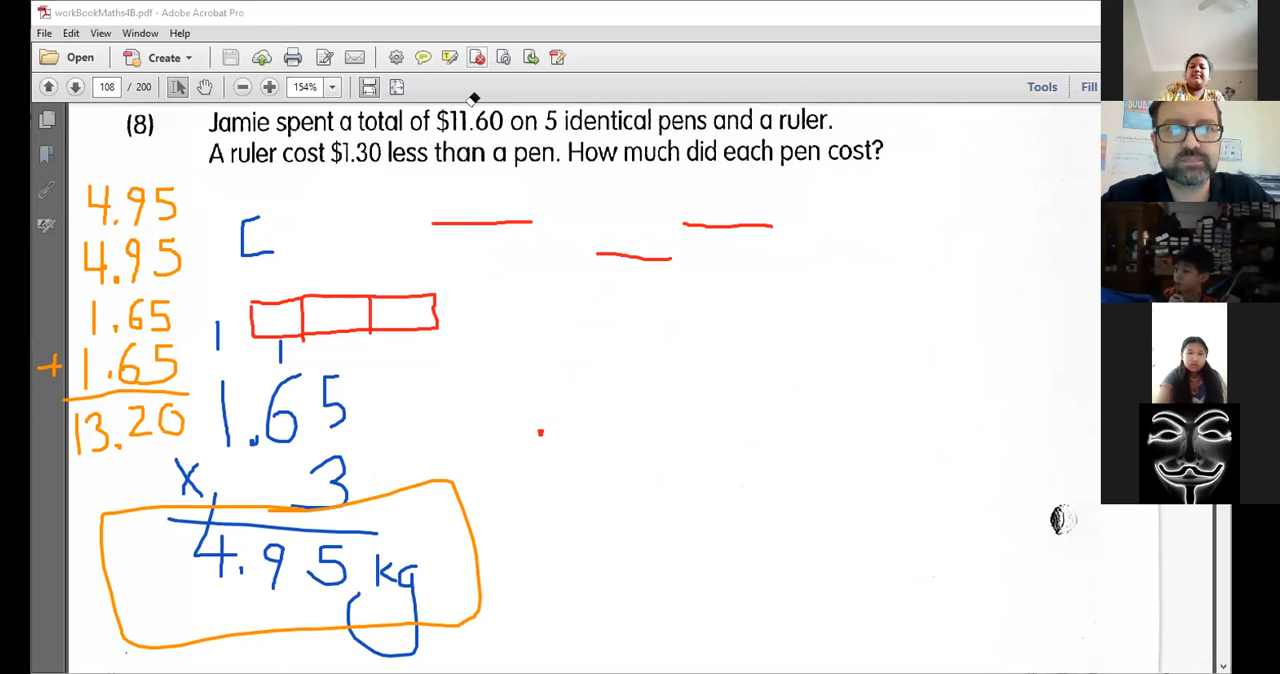 workBookMaths4B.pdf - Adobe Acrobat Pro
File Edit View Window Help
Open Create
108 / 200 154% Tools Fill
(8) Jamie spent a total of $11.60 on 5 identical pens and a ruler.
A ruler cost $1.30 less than a pen. How much did each pen cost?
4.95
4.95
1.65
+ 1.65
13.20
1 1
1.65
x 3
4.95 kg